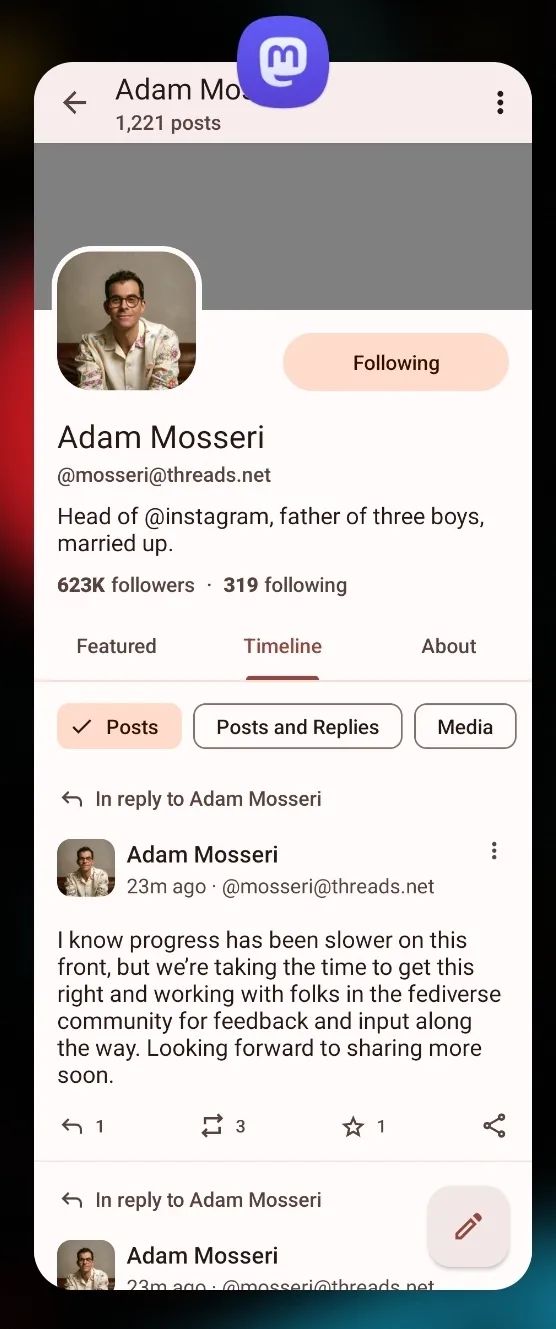 Adam Mos
1,221 posts
Following
Adam Mosseri
@mosseri@threads.net
Head of @instagram, father of three boys,
married up.
623K followers · 319 following
Featured Timeline About
Posts Posts and Replies Media
In reply to Adam Mosseri
Adam Mosseri
23m ago · @mosseri@threads.net
I know progress has been slower on this
front, but we’re taking the time to get this
right and working with folks in the fediverse
community for feedback and input along
the way. Looking forward to sharing more
soon.
1 3 1
In reply to Adam Mosseri
Adam Mosseri
23m ago · @mosseri@threads.net